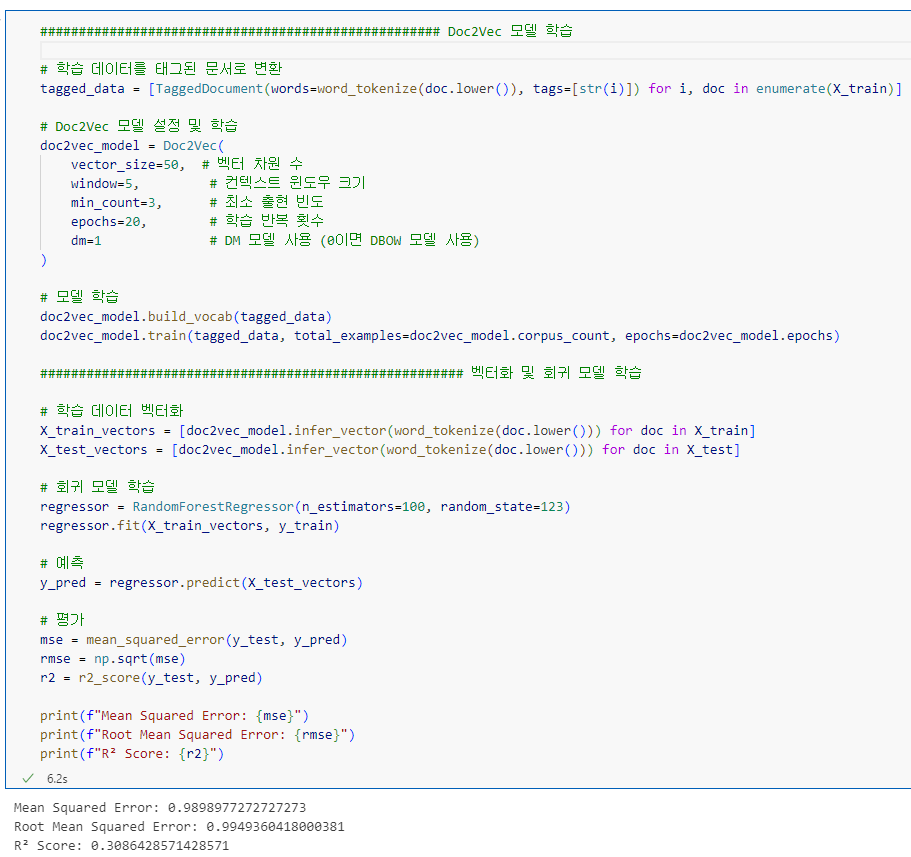 #################################################### Doc2Vec 모델 학습
# 학습 데이터를 태그된 문서로 변환
tagged_data = [TaggedDocument(words=word_tokenize(doc.lower()), tags=[str(i)]) for i, doc in enumerate(X_train)]
# Doc2Vec 모델 설정 및 학습
doc2vec_model = Doc2Vec(
    vector_size=50,  # 벡터 차원 수
    window=5,         # 컨텍스트 윈도우 크기
    min_count=3,      # 최소 출현 빈도
    epochs=20,        # 학습 반복 횟수
    dm=1              # DM 모델 사용 (0이면 DBOW 모델 사용)
)
# 모델 학습
doc2vec_model.build_vocab(tagged_data)
doc2vec_model.train(tagged_data, total_examples=doc2vec_model.corpus_count, epochs=doc2vec_model.epochs)
####################################################### 벡터화 및 회귀 모델 학습
# 학습 데이터 벡터화
X_train_vectors = [doc2vec_model.infer_vector(word_tokenize(doc.lower())) for doc in X_train]
X_test_vectors = [doc2vec_model.infer_vector(word_tokenize(doc.lower())) for doc in X_test]
# 회귀 모델 학습
regressor = RandomForestRegressor(n_estimators=100, random_state=123)
regressor.fit(X_train_vectors, y_train)
# 예측
y_pred = regressor.predict(X_test_vectors)
# 평가
mse = mean_squared_error(y_test, y_pred)
rmse = np.sqrt(mse)
r2 = r2_score(y_test, y_pred)
print(f"Mean Squared Error: {mse}")
print(f"Root Mean Squared Error: {rmse}")
print(f"R² Score: {r2}")
✓ 6.2s
Mean Squared Error: 0.9898977272727273
Root Mean Squared Error: 0.9949360418000381
R² Score: 0.3086428571428571